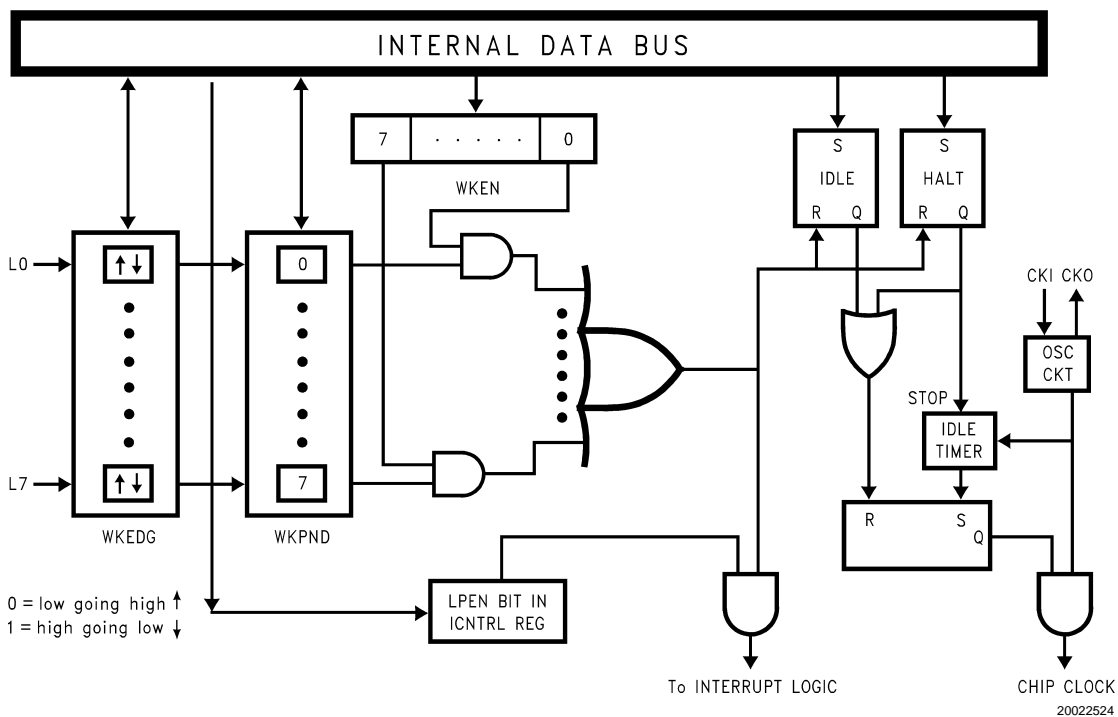 INTERNAL DATA BUS
7 . . . . . 0
WKEN
S
IDLE
R Q
S
HALT
R Q
L0
0
CKI CKO
OSC
CKT
STOP
IDLE
TIMER
L7
7
WKEDG
WKPND
R S
Q
0 = low going high ↑
1 = high going low ↓
LPEN BIT IN
ICNTRL REG
To INTERRUPT LOGIC
CHIP CLOCK
20022524